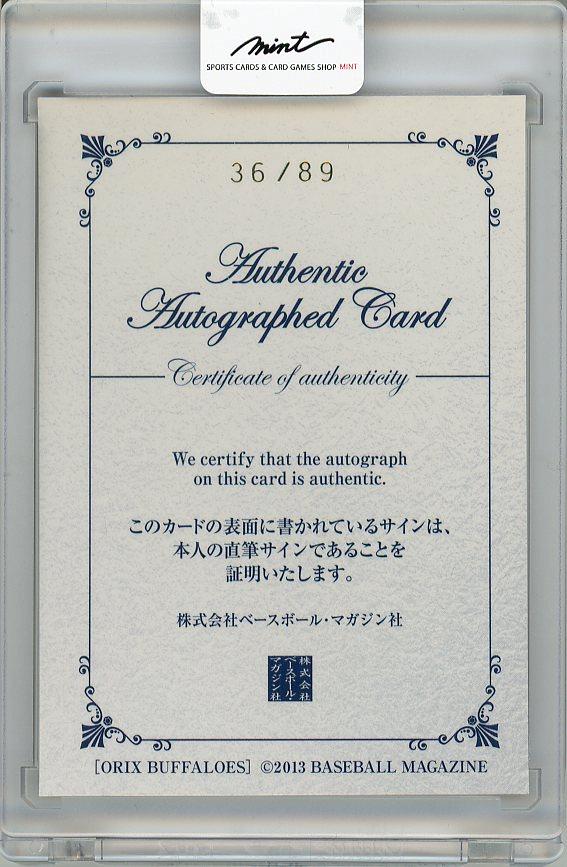 mint
SPORTS CARDS & CARD GAMES SHOP MINT
36/89
Authentic
Autographed Card
Certificate of authenticity
We certify that the autograph
on this card is authentic.
このカードの表面に書かれているサインは、
本人の直筆サインであることを
証明いたします。
株式会社ベースボール・マガジン社
株式会社
ベースボール・
マガジン社
[ORIX BUFFALOES] ©2013 BASEBALL MAGAZINE